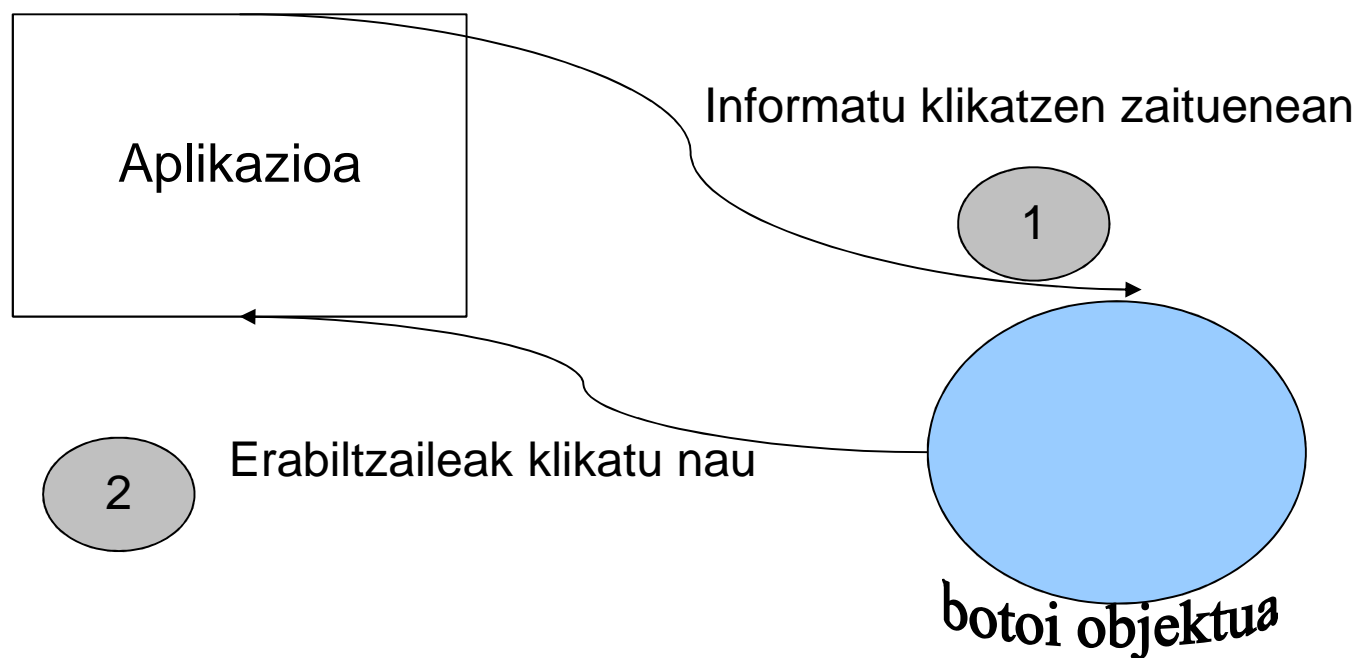 Informatu klikatzen zaituenean
Aplikazioa
1
Erabiltzaileak klikatu nau
2
botoi objektua